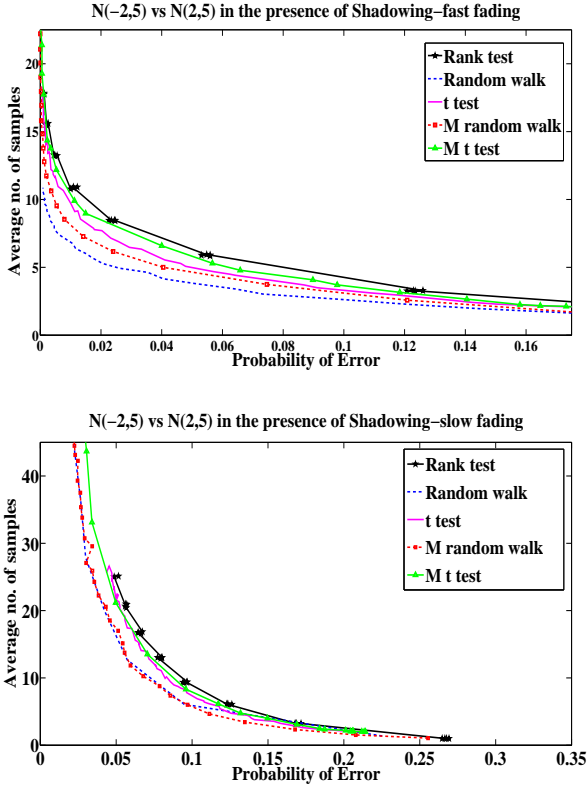 N(−2,5) vs N(2,5) in the presence of Shadowing−fast fading
Average no. of samples
20
15
10
5
0
Rank test
Random walk
t test
M random walk
M t test
0 0.02 0.04 0.06 0.08 0.1 0.12 0.14 0.16
Probability of Error
N(−2,5) vs N(2,5) in the presence of Shadowing−slow fading
Average no. of samples
40
30
20
10
0
Rank test
Random walk
t test
M random walk
M t test
0 0.05 0.1 0.15 0.2 0.25 0.3 0.35
Probability of Error